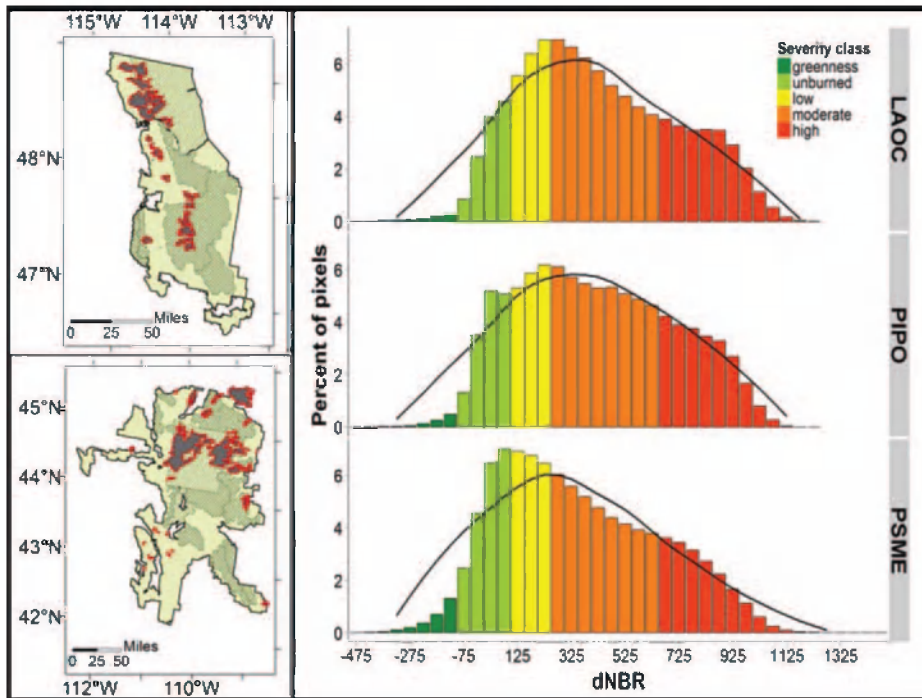 115°W 114°W 113°W
48°N
47°N
Miles
0 25 50
45°N
44°N
43°N
42°N
Miles
0 25 50
112°W 110°W
Percent of pixels
6
4
2
0
Severity class
greenness
unburned
low
moderate
high
LAOC
6
4
2
0
PIPO
6
4
2
0
PSME
-475 -275 -75 125 325 525 725 925 1125 1325
dNBR